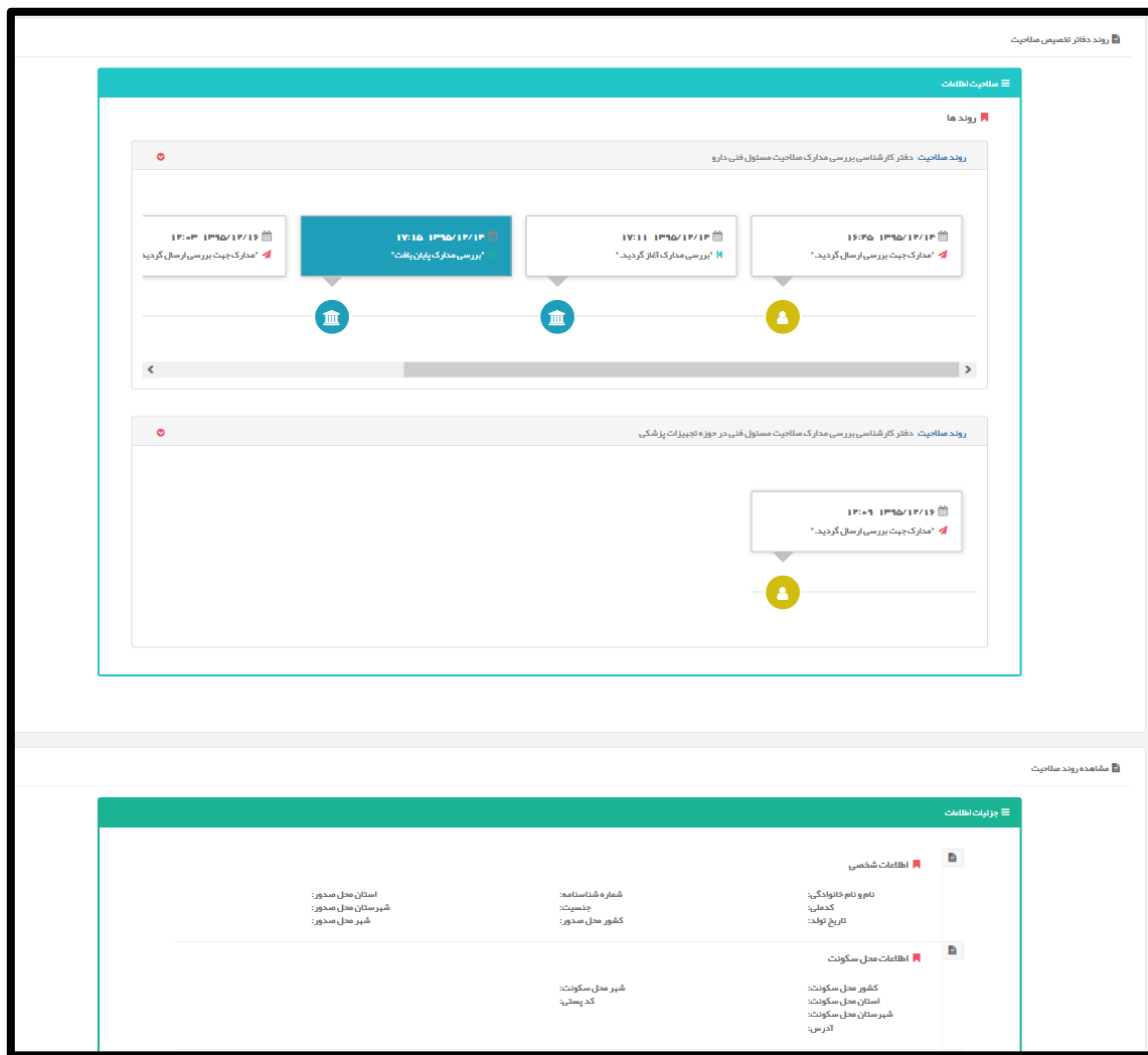 روند دفاتر تخصیص صلاحیت
صلاحیت اطلاعات
روند ها
روند صلاحیت دفتر کارشناسی بررسی مدارک صلاحیت مسئول فنی دارو
۱۳۹۵/۱۲/۱۴ ۱۶:۴۵
"مدارک جهت بررسی ارسال گردید."
۱۳۹۵/۱۲/۱۴ ۱۷:۱۱
"بررسی مدارک آغاز گردید."
۱۳۹۵/۱۲/۱۴ ۱۷:۱۵
"بررسی مدارک پایان یافت"
۱۳۹۵/۱۲/۱۶ ۱۲:۰۳
"مدارک جهت بررسی ارسال گردید
روند صلاحیت دفتر کارشناسی بررسی مدارک صلاحیت مسئول فنی در حوزه تجهیزات پزشکی
۱۳۹۵/۱۲/۱۶ ۱۲:۰۹
"مدارک جهت بررسی ارسال گردید."
مشاهده روند صلاحیت
جزئیات اطلاعات
اطلاعات شخصی
نام و نام خانوادگی: شماره شناسنامه: استان محل صدور:
کدملی: جنسیت: شهرستان محل صدور:
تاریخ تولد: کشور محل صدور: شهر محل صدور:
اطلاعات محل سکونت
کشور محل سکونت: شهر محل سکونت:
استان محل سکونت: کد پستی:
شهرستان محل سکونت:
آدرس: